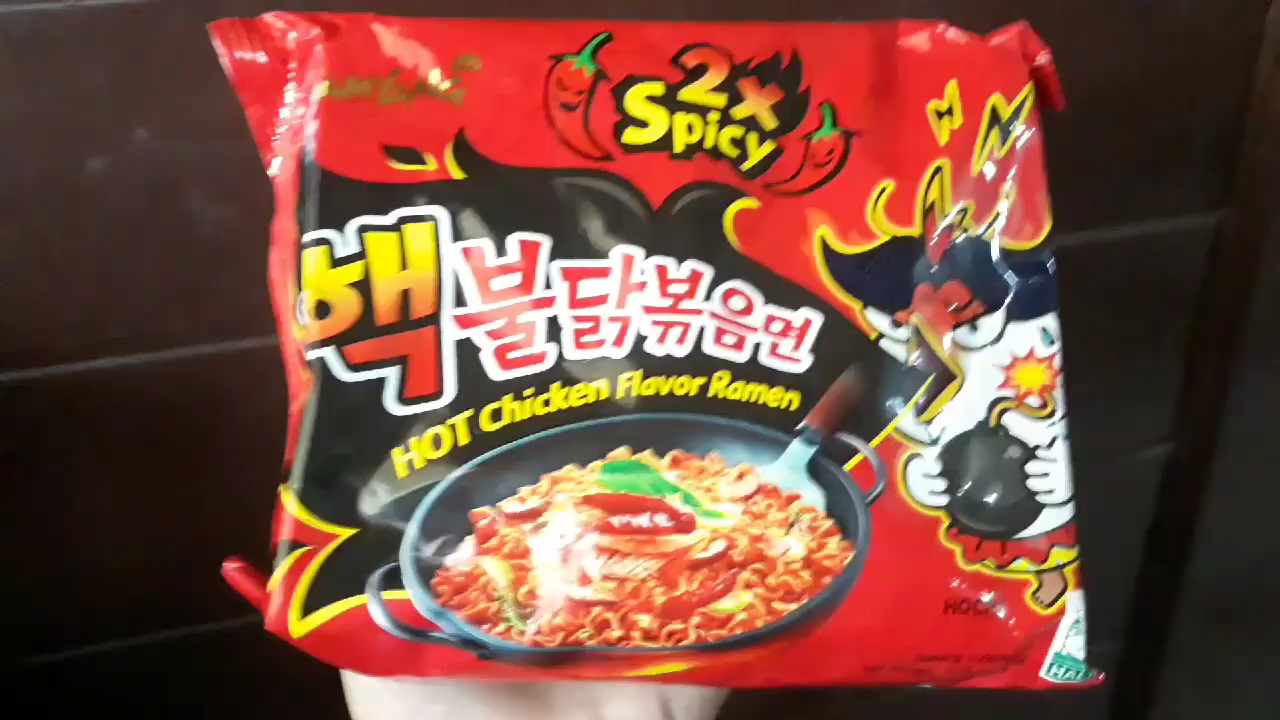 2x
Spicy
핵불닭볶음면
HOT Chicken Flavor Ramen